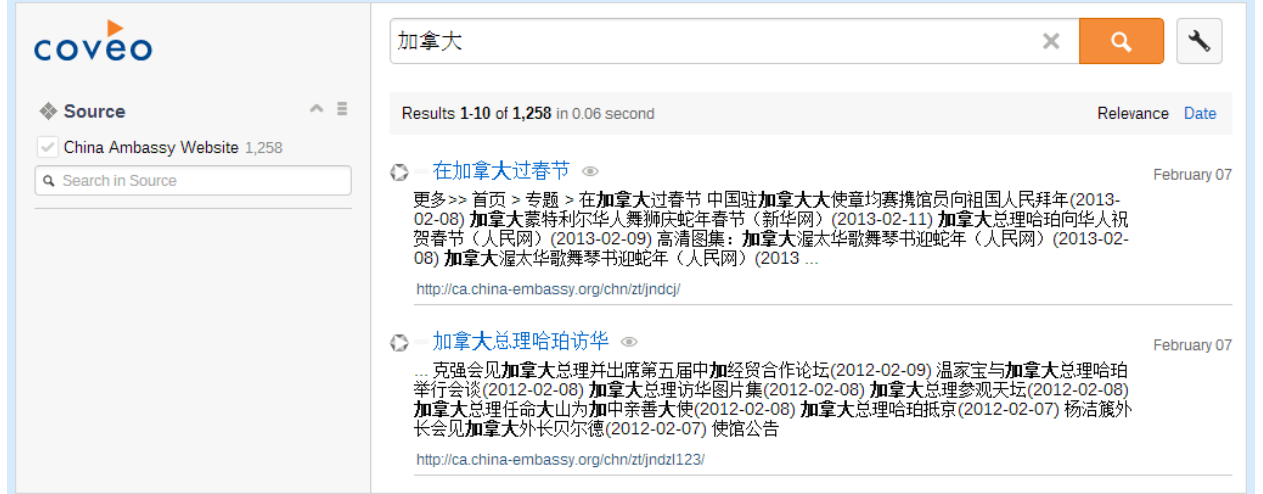 coveo
加拿大
Source
China Ambassy Website 1,258
Search in Source
Results 1-10 of 1,258 in 0.06 second
Relevance Date
在加拿大过春节
February 07
更多>> 首页 > 专题 > 在加拿大过春节 中国驻加拿大大使章均赛携馆员向祖国人民拜年(2013-
02-08) 加拿大蒙特利尔华人舞狮庆蛇年春节（新华网）(2013-02-11) 加拿大总理哈珀向华人祝
贺春节（人民网）(2013-02-09) 高清图集：加拿大渥太华歌舞琴书迎蛇年（人民网）(2013-02-
08) 加拿大渥太华歌舞琴书迎蛇年（人民网）(2013 ...
http://ca.china-embassy.org/chn/zt/jndcj/
加拿大总理哈珀访华
February 07
... 克强会见加拿大总理并出席第五届中加经贸合作论坛(2012-02-09) 温家宝与加拿大总理哈珀
举行会谈(2012-02-08) 加拿大总理访华图片集(2012-02-08) 加拿大总理参观天坛(2012-02-08)
加拿大总理任命大山为加中亲善大使(2012-02-08) 加拿大总理哈珀抵京(2012-02-07) 杨洁篪外
长会见加拿大外长贝尔德(2012-02-07) 使馆公告
http://ca.china-embassy.org/chn/zt/jndzl123/